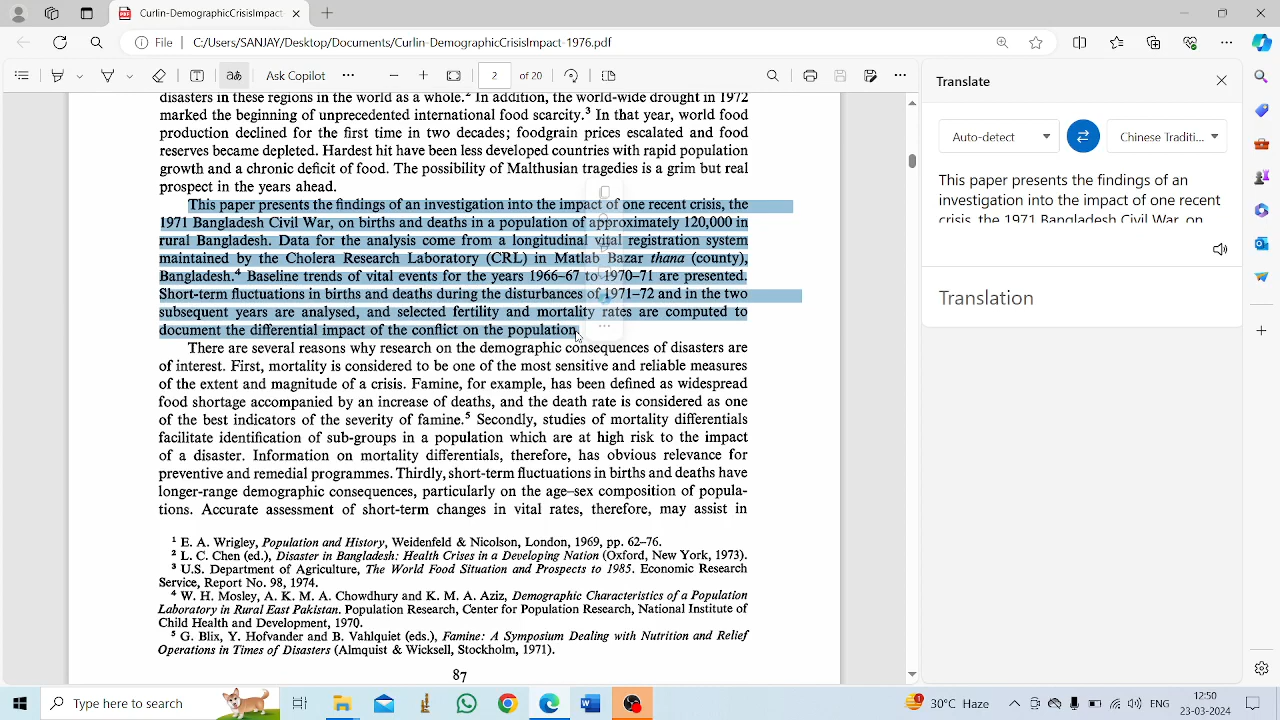 Curlin-DemographicCrisisImpact-1
File
C:/Users/SANJAY/Documents/Curlin-DemographicCrisisImpact-1976.pdf
Ask Copilot
2
of 20
disasters in these regions in the world as a whole.² In addition, the world-wide drought in 1972
marked the beginning of unprecedented international food scarcity.³ In that year, world food
production declined for the first time in two decades; foodgrain prices escalated and food
reserves became depleted. Hardest hit have been less developed countries with rapid population
growth and a chronic deficit of food. The possibility of Malthusian tragedies is a grim but real
prospect in the years ahead.
This paper presents the findings of an investigation into the impact of one recent crisis, the
1971 Bangladesh Civil War, on births and deaths in a population of approximately 120,000 in
rural Bangladesh. Data for the analysis come from a longitudinal vital registration system
maintained by the Cholera Research Laboratory (CRL) in Matlab Bazar thana (county),
Bangladesh.⁴ Baseline trends of vital events for the years 1966–67 to 1970–71 are presented.
Short-term fluctuations in births and deaths during the disturbances of 1971–72 and in the two
subsequent years are analysed, and selected fertility and mortality rates are computed to
document the differential impact of the conflict on the population.
There are several reasons why research on the demographic consequences of disasters are
of interest. First, mortality is considered to be one of the most sensitive and reliable measures
of the extent and magnitude of a crisis. Famine, for example, has been defined as widespread
food shortage accompanied by an increase of deaths, and the death rate is considered as one
of the best indicators of the severity of famine.⁵ Secondly, studies of mortality differentials
facilitate identification of sub-groups in a population which are at high risk to the impact
of a disaster. Information on mortality differentials, therefore, has obvious relevance for
preventive and remedial programmes. Thirdly, short-term fluctuations in births and deaths have
longer-range demographic consequences, particularly on the age–sex composition of popula-
tions. Accurate assessment of short-term changes in vital rates, therefore, may assist in
¹ E. A. Wrigley, Population and History, Weidenfeld & Nicolson, London, 1969, pp. 62–76.
² L. C. Chen (ed.), Disaster in Bangladesh: Health Crises in a Developing Nation (Oxford, New York, 1973).
³ U.S. Department of Agriculture, The World Food Situation and Prospects to 1985. Economic Research
Service, Report No. 98, 1974.
⁴ W. H. Mosley, A. K. M. A. Chowdhury and K. M. A. Aziz, Demographic Characteristics of a Population
Laboratory in Rural East Pakistan. Population Research, Center for Population Research, National Institute of
Child Health and Development, 1970.
⁵ G. Blix, Y. Hofvander and B. Vahlquiet (eds.), Famine: A Symposium Dealing with Nutrition and Relief
Operations in Times of Disasters (Almquist & Wicksell, Stockholm, 1971).
87
Translate
Auto-detect
Chinese Traditi...
This paper presents the findings of an
investigation into the impact of one recent
crisis, the 1971 Bangladesh Civil War, on
Translation
Type here to search
1
30°C Haze
ENG
12:50
23-03-2024